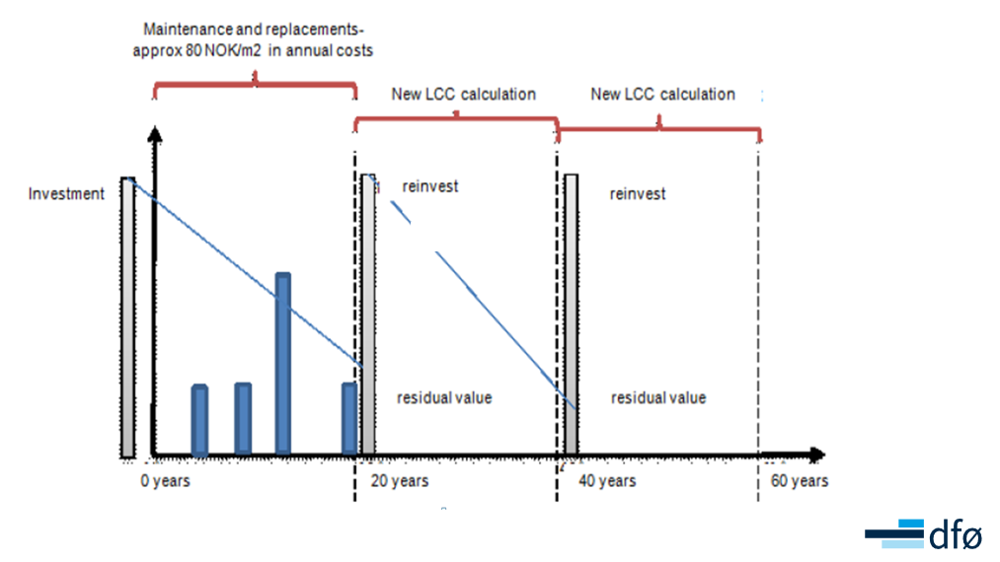 Maintenance and replacements-
approx 80 NOK/m2 in annual costs
New LCC calculation
New LCC calculation
Investment
reinvest
reinvest
residual value
residual value
0 years
20 years
40 years
60 years
dfø